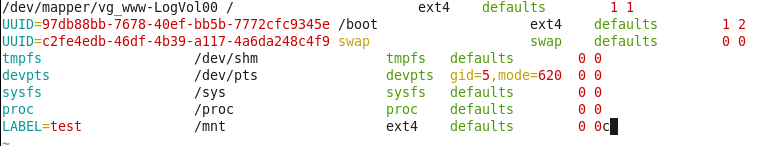 /dev/mapper/vg_www-LogVol00 / ext4 defaults 1 1
UUID=97db88bb-7678-40ef-bb5b-7772cfc9345e /boot ext4 defaults 1 2
UUID=c2fe4edb-46df-4b39-a117-4a6da248c4f9 swap swap defaults 0 0
tmpfs /dev/shm tmpfs defaults 0 0
devpts /dev/pts devpts gid=5,mode=620 0 0
sysfs /sys sysfs defaults 0 0
proc /proc proc defaults 0 0
LABEL=test /mnt ext4 defaults 0 0c
~